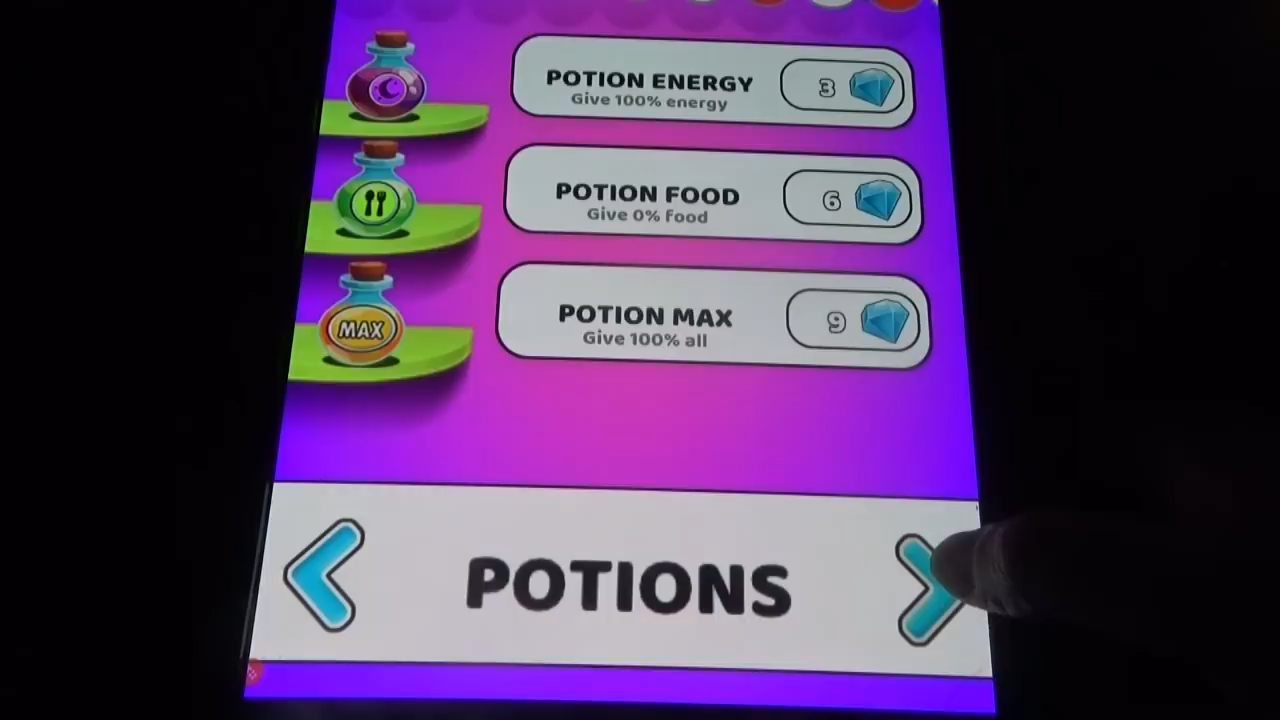 POTION ENERGY
Give 100% energy
3
POTION FOOD
Give 0% food
6
MAX
POTION MAX
Give 100% all
9
POTIONS